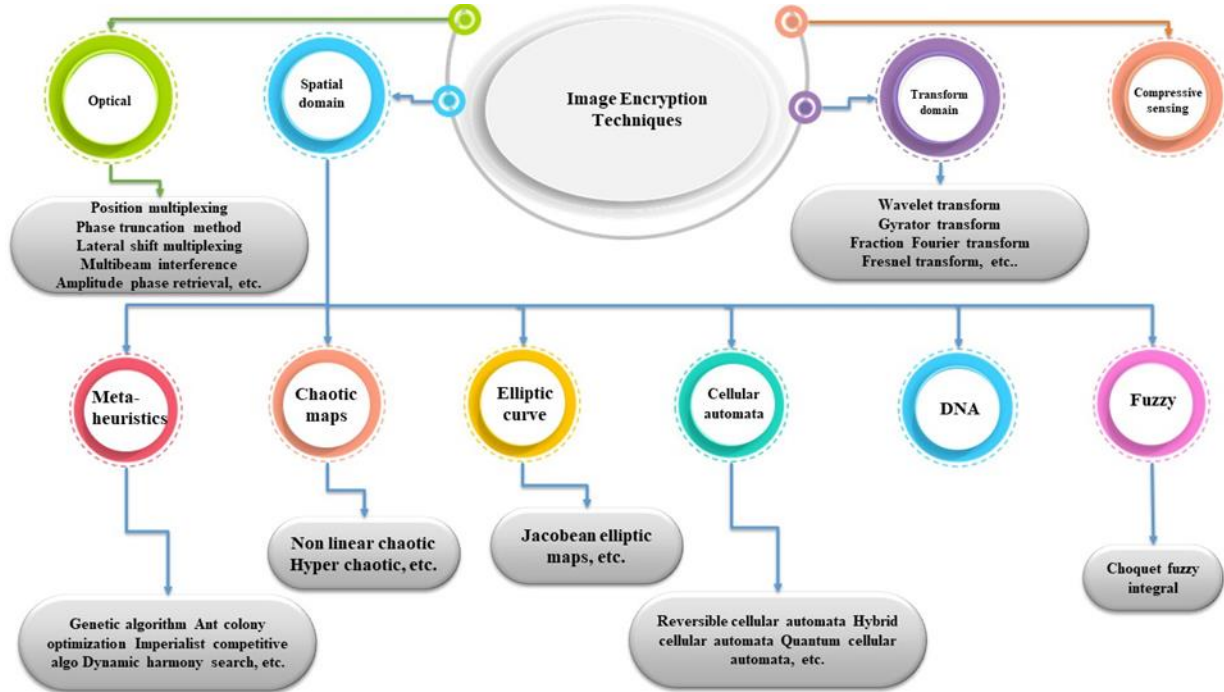 Image Encryption
Techniques
Optical
Spatial
domain
Transform
domain
Compressive
sensing
Position multiplexing
Phase truncation method
Lateral shift multiplexing
Multibeam interference
Amplitude phase retrieval, etc.
Wavelet transform
Gyrator transform
Fraction Fourier transform
Fresnel transform, etc..
Meta-
heuristics
Chaotic
maps
Elliptic
curve
Cellular
automata
DNA
Fuzzy
Non linear chaotic
Hyper chaotic, etc.
Jacobean elliptic
maps, etc.
Choquet fuzzy
integral
Genetic algorithm Ant colony
optimization Imperialist competitive
algo Dynamic harmony search, etc.
Reversible cellular automata Hybrid
cellular automata Quantum cellular
automata, etc.